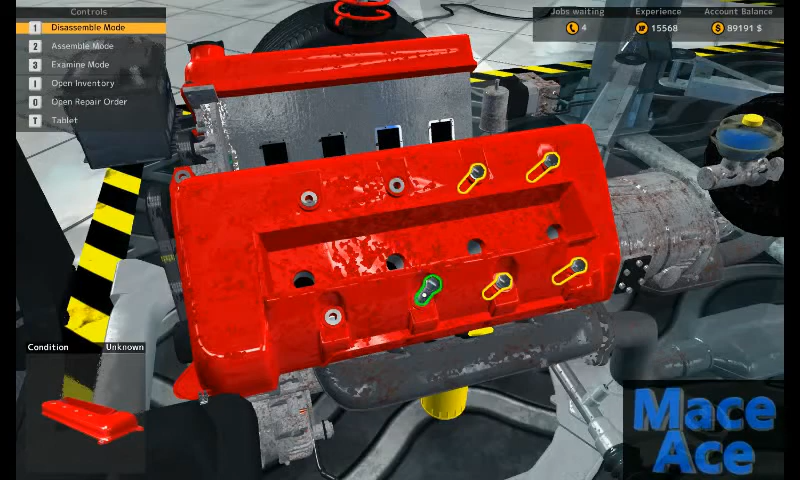 Controls
1 Disassemble Mode
2 Assemble Mode
3 Examine Mode
I Open Inventory
O Open Repair Order
T Tablet
Jobs waiting
4
Experience
XP 15568
Account Balance
$ 89191 $
Condition Unknown
Mace
Ace